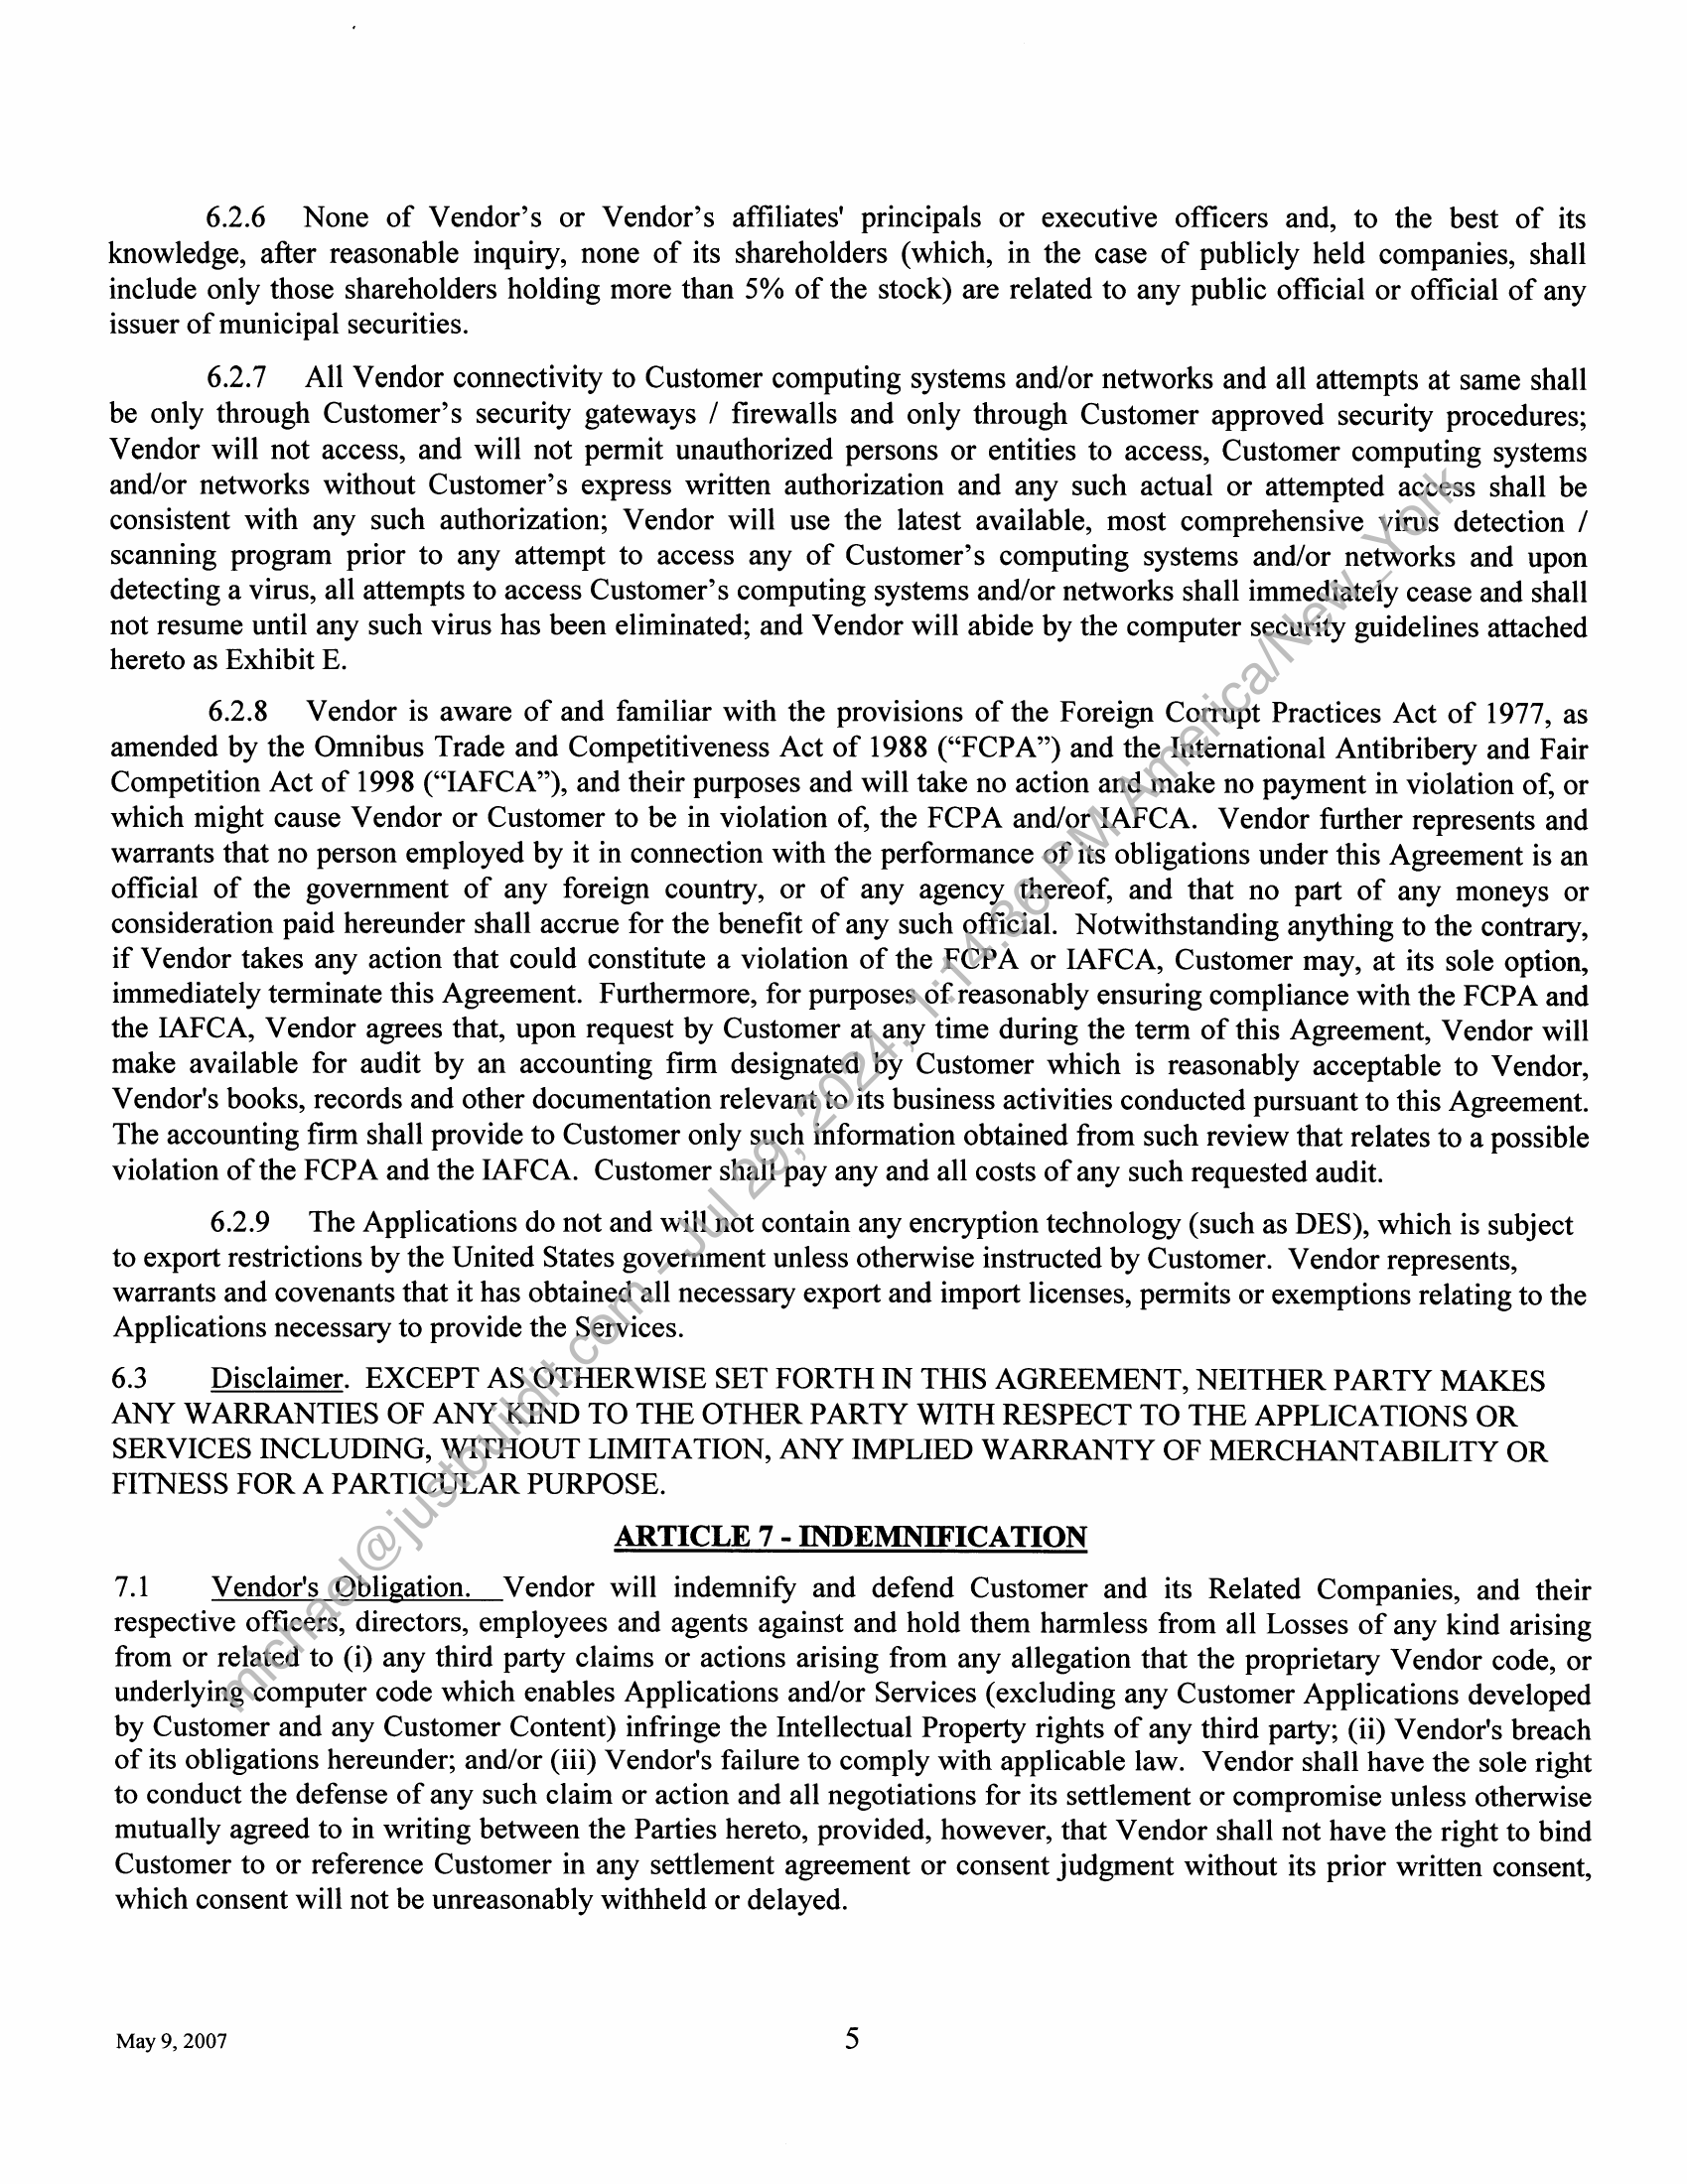 6.2.6 None of Vendor’s or Vendor’s affiliates' principals or executive officers and, to the best of its
knowledge, after reasonable inquiry, none of its shareholders (which, in the case of publicly held companies, shall
include only those shareholders holding more than 5% of the stock) are related to any public official or official of any
issuer of municipal securities.
6.2.7 All Vendor connectivity to Customer computing systems and/or networks and all attempts at same shall
be only through Customer’s security gateways / firewalls and only through Customer approved security procedures;
Vendor will not access, and will not permit unauthorized persons or entities to access, Customer computing systems
and/or networks without Customer’s express written authorization and any such actual or attempted access shall be
consistent with any such authorization; Vendor will use the latest available, most comprehensive virus detection /
scanning program prior to any attempt to access any of Customer’s computing systems and/or networks and upon
detecting a virus, all attempts to access Customer’s computing systems and/or networks shall immediately cease and shall
not resume until any such virus has been eliminated; and Vendor will abide by the computer security guidelines attached
hereto as Exhibit E.
6.2.8 Vendor is aware of and familiar with the provisions of the Foreign Corrupt Practices Act of 1977, as
amended by the Omnibus Trade and Competitiveness Act of 1988 (“FCPA”) and the International Antibribery and Fair
Competition Act of 1998 (“IAFCA”), and their purposes and will take no action and make no payment in violation of, or
which might cause Vendor or Customer to be in violation of, the FCPA and/or IAFCA. Vendor further represents and
warrants that no person employed by it in connection with the performance of its obligations under this Agreement is an
official of the government of any foreign country, or of any agency thereof, and that no part of any moneys or
consideration paid hereunder shall accrue for the benefit of any such official. Notwithstanding anything to the contrary,
if Vendor takes any action that could constitute a violation of the FCPA or IAFCA, Customer may, at its sole option,
immediately terminate this Agreement. Furthermore, for purposes of reasonably ensuring compliance with the FCPA and
the IAFCA, Vendor agrees that, upon request by Customer at any time during the term of this Agreement, Vendor will
make available for audit by an accounting firm designated by Customer which is reasonably acceptable to Vendor,
Vendor's books, records and other documentation relevant to its business activities conducted pursuant to this Agreement.
The accounting firm shall provide to Customer only such information obtained from such review that relates to a possible
violation of the FCPA and the IAFCA. Customer shall pay any and all costs of any such requested audit.
6.2.9 The Applications do not and will not contain any encryption technology (such as DES), which is subject
to export restrictions by the United States government unless otherwise instructed by Customer. Vendor represents,
warrants and covenants that it has obtained all necessary export and import licenses, permits or exemptions relating to the
Applications necessary to provide the Services.
6.3 Disclaimer. EXCEPT AS OTHERWISE SET FORTH IN THIS AGREEMENT, NEITHER PARTY MAKES
ANY WARRANTIES OF ANY KIND TO THE OTHER PARTY WITH RESPECT TO THE APPLICATIONS OR
SERVICES INCLUDING, WITHOUT LIMITATION, ANY IMPLIED WARRANTY OF MERCHANTABILITY OR
FITNESS FOR A PARTICULAR PURPOSE.
ARTICLE 7 - INDEMNIFICATION
7.1 Vendor's Obligation. Vendor will indemnify and defend Customer and its Related Companies, and their
respective officers, directors, employees and agents against and hold them harmless from all Losses of any kind arising
from or related to (i) any third party claims or actions arising from any allegation that the proprietary Vendor code, or
underlying computer code which enables Applications and/or Services (excluding any Customer Applications developed
by Customer and any Customer Content) infringe the Intellectual Property rights of any third party; (ii) Vendor's breach
of its obligations hereunder; and/or (iii) Vendor's failure to comply with applicable law. Vendor shall have the sole right
to conduct the defense of any such claim or action and all negotiations for its settlement or compromise unless otherwise
mutually agreed to in writing between the Parties hereto, provided, however, that Vendor shall not have the right to bind
Customer to or reference Customer in any settlement agreement or consent judgment without its prior written consent,
which consent will not be unreasonably withheld or delayed.
May 9, 2007 5
michael@justbuildit.com - Jul 29, 2024, 1:14:36 PM America/New_York